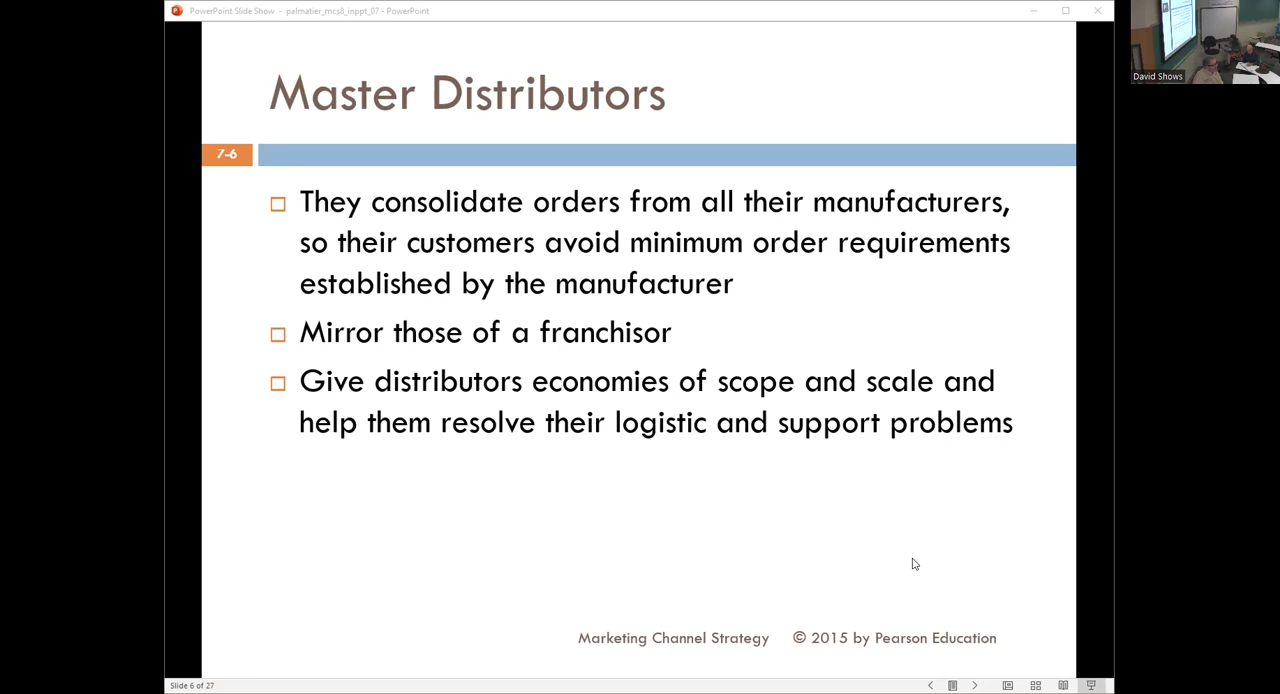 PowerPoint Slide Show - palmatier_mcs8_inppt_07 - PowerPoint
David Shows
Master Distributors
7-6
They consolidate orders from all their manufacturers,
so their customers avoid minimum order requirements
established by the manufacturer
Mirror those of a franchisor
Give distributors economies of scope and scale and
help them resolve their logistic and support problems
Marketing Channel Strategy © 2015 by Pearson Education
Slide 6 of 27